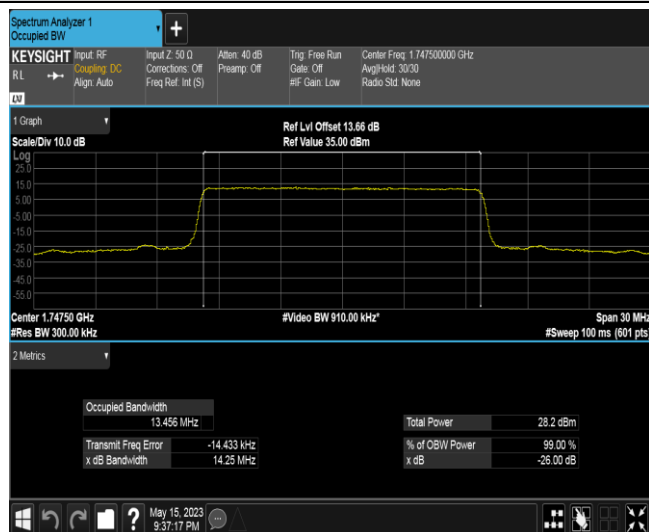 Spectrum Analyzer 1
Occupied BW
+
KEYSIGHT Input: RF Input Z: 50 Ω Atten: 40 dB Trig: Free Run Center Freq: 1.747500000 GHz
RL Coupling: DC Corrections: Off Preamp: Off Gate: Off Avg|Hold: 30/30
Align: Auto Freq Ref: Int (S) #IF Gain: Low Radio Std: None
LXI
1 Graph
Ref Lvl Offset 13.66 dB
Scale/Div 10.0 dB Ref Value 35.00 dBm
Log
25.0
15.0
5.00
-5.00
-15.0
-25.0
-35.0
-45.0
-55.0
Center 1.74750 GHz #Video BW 910.00 kHz* Span 30 MHz
#Res BW 300.00 kHz #Sweep 100 ms (601 pts)
2 Metrics
Occupied Bandwidth
13.456 MHz Total Power 28.2 dBm
Transmit Freq Error -14.433 kHz % of OBW Power 99.00 %
x dB Bandwidth 14.25 MHz x dB -26.00 dB
? May 15, 2023
9:37:17 PM